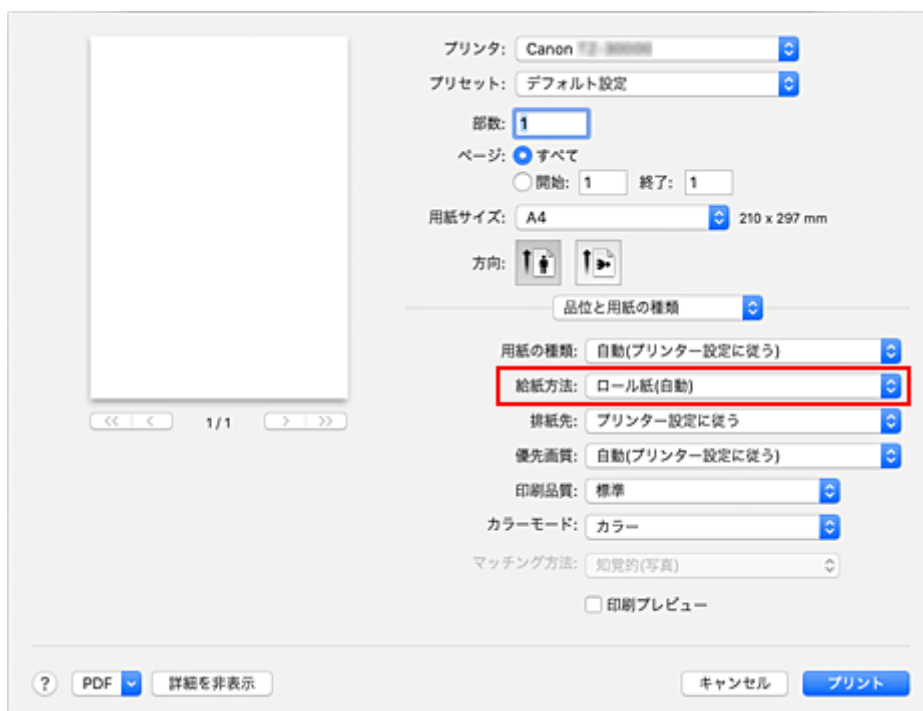 プリンタ: Canon
プリセット: デフォルト設定
部数: 1
ページ: すべて
開始: 1 終了: 1
用紙サイズ: A4 210 x 297 mm
方向:
品位と用紙の種類
用紙の種類: 自動(プリンター設定に従う)
給紙方法: ロール紙(自動)
<< < 1/1 > >>
排紙先: プリンター設定に従う
優先画質: 自動(プリンター設定に従う)
印刷品質: 標準
カラーモード: カラー
マッチング方法: 知覚的(写真)
印刷プレビュー
? PDF 詳細を非表示 キャンセル プリント